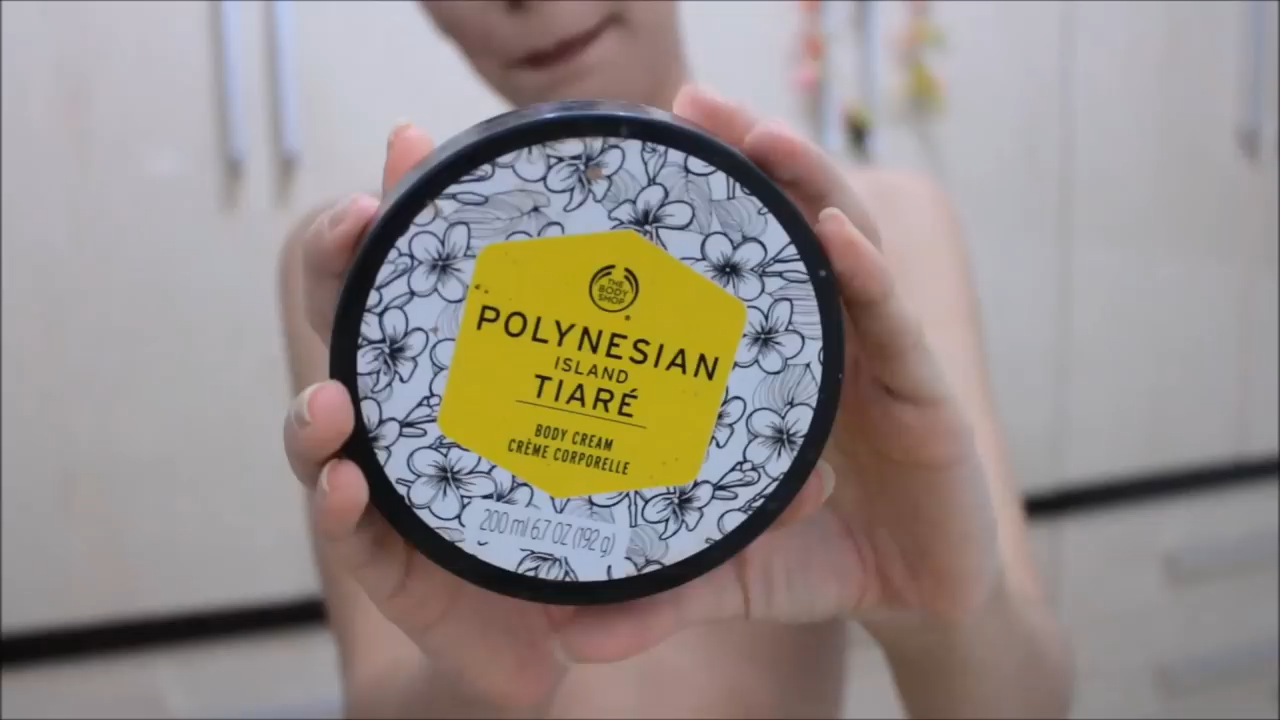 THE
BODY
SHOP
POLYNESIAN
ISLAND
TIARÉ
BODY CREAM
CRÈME CORPORELLE
200 ml 6.7 OZ (192 g)